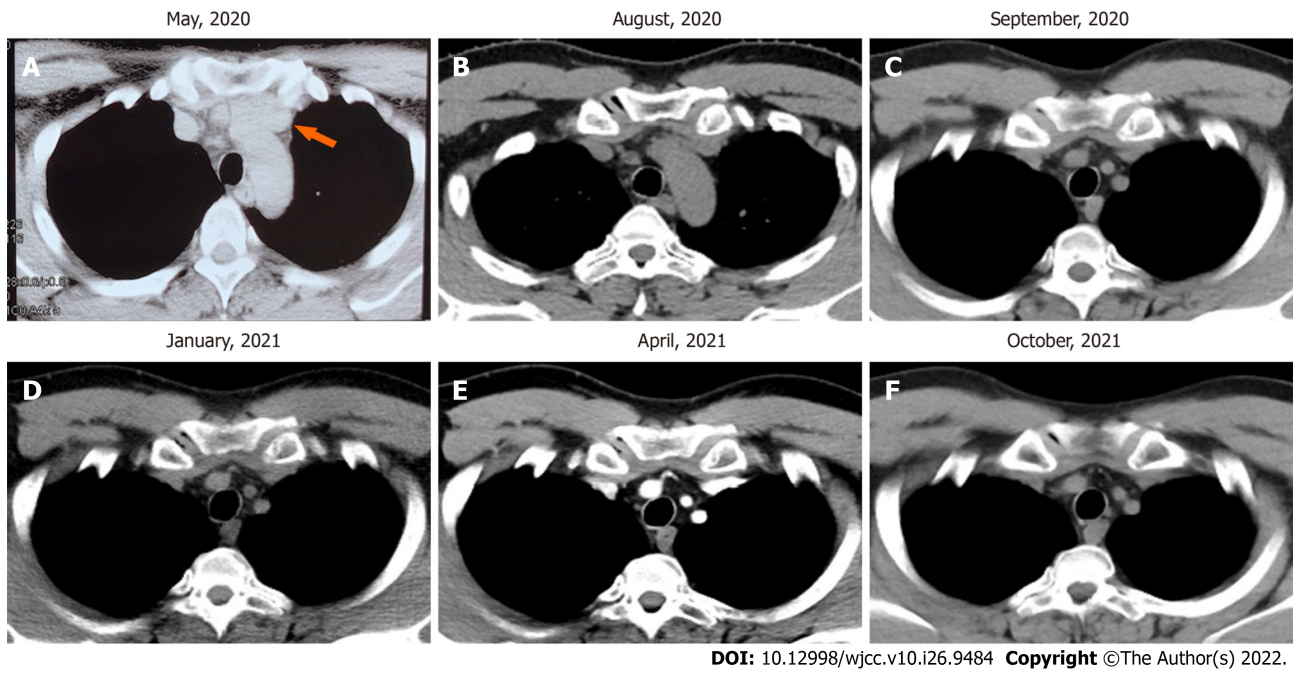 May, 2020
August, 2020
September, 2020
A
B
C
January, 2021
April, 2021
October, 2021
D
E
F
DOI: 10.12998/wjcc.v10.i26.9484 Copyright ©The Author(s) 2022.